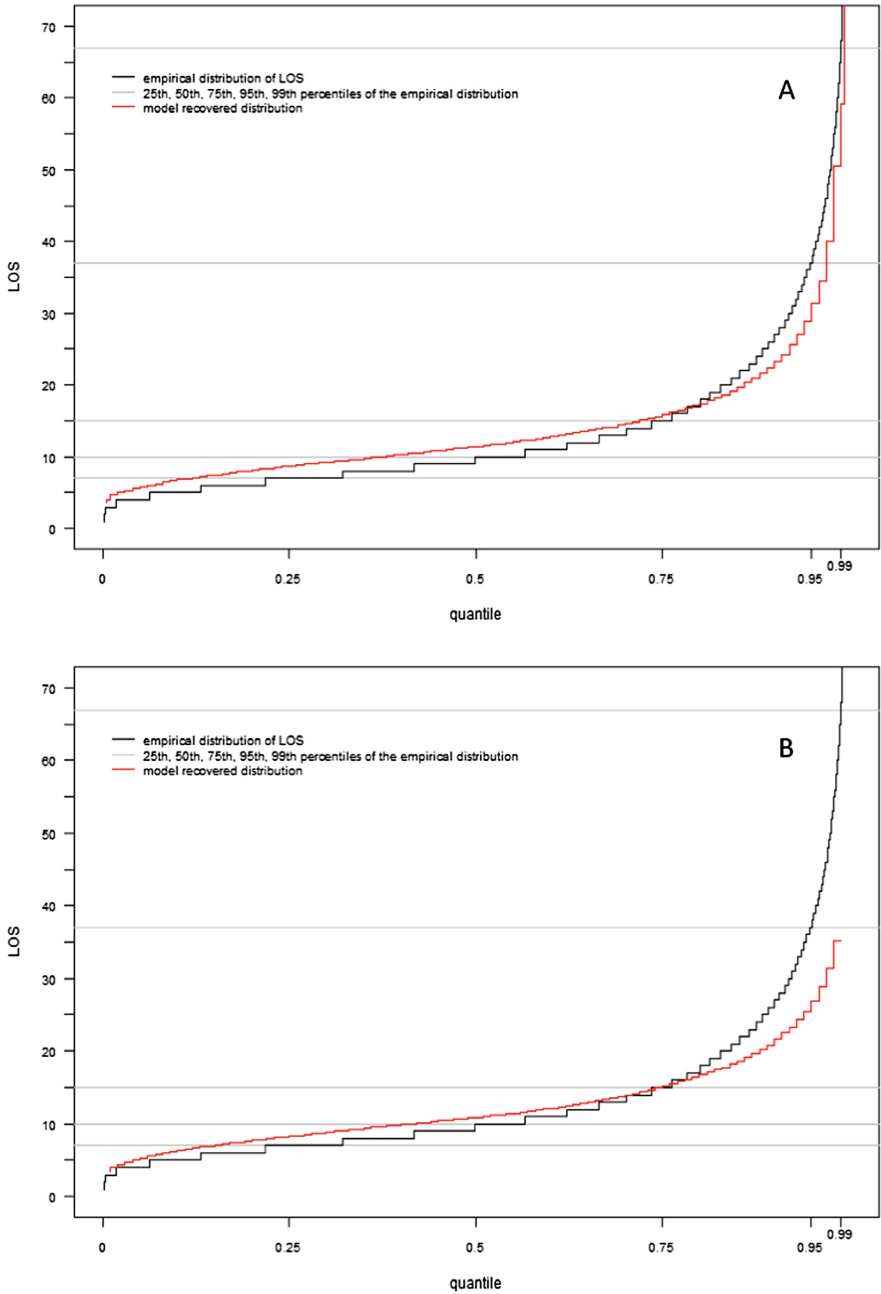 70
60
50
40
30
20
10
0
LOS
empirical distribution of LOS
25th, 50th, 75th, 95th, 99th percentiles of the empirical distribution
model recovered distribution
A
0
0.25
0.5
0.75
0.95
0.99
quantile
70
60
50
40
30
20
10
0
LOS
empirical distribution of LOS
25th, 50th, 75th, 95th, 99th percentiles of the empirical distribution
model recovered distribution
B
0
0.25
0.5
0.75
0.95
0.99
quantile